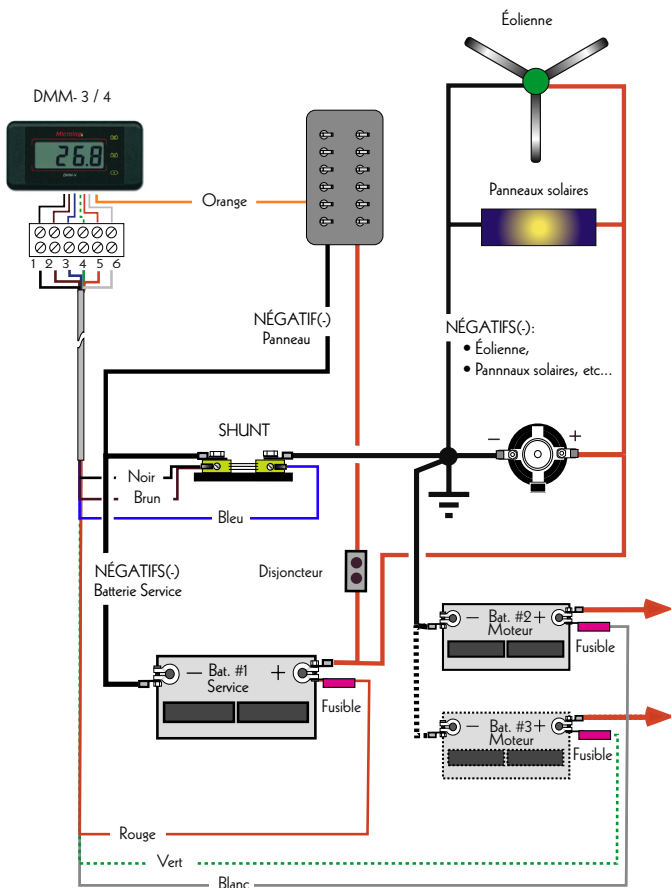 Éolienne
DMM- 3 / 4
26.8
Panneaux solaires
Orange
1 2 3 4 5 6
NÉGATIF(-)
Panneau
NÉGATIFS(-):
• Éolienne,
• Pannnaux solaires, etc...
SHUNT
- +
Noir
Brun
Bleu
NÉGATIFS(-)
Batterie Service
Disjoncteur
- Bat. #2 +
Moteur
Fusible
- Bat. #1 +
Service
Fusible
- Bat. #3 +
Moteur
Fusible
Rouge
Vert
Blanc